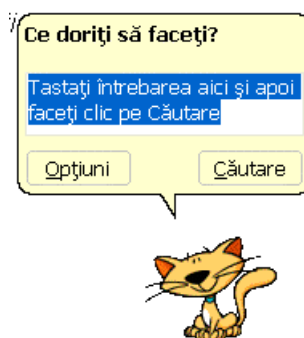 Ce doriţi să faceţi?
Tastaţi întrebarea aici şi apoi
faceţi clic pe Căutare
Opţiuni
Căutare